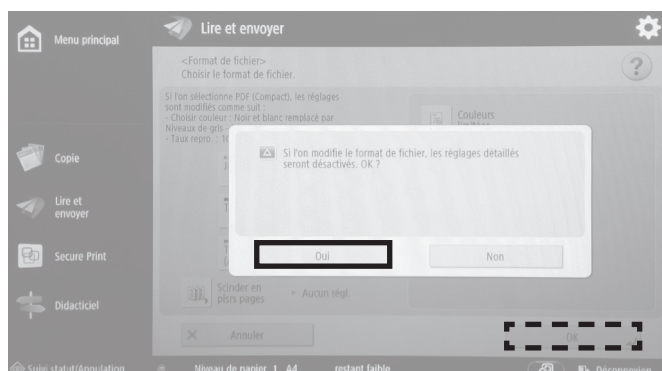 Menu principal
Lire et envoyer
<Format de fichier>
Choisir le format de fichier.
Si l'on sélectionne PDF (Compact), les réglages
sont modifiés comme suit :
- Choisir couleur : Noir et blanc remplacé par
Niveaux de gris
- Taux repro. : 10
Couleurs
limitées
Si l'on modifie le format de fichier, les réglages détaillés
seront désactivés. OK ?
Oui
Non
Copie
Lire et
envoyer
Secure Print
Didacticiel
Scinder en
plsrs pages
Aucun régl.
Annuler
OK
Suivi statut/Annulation
Niveau de papier 1 A4 restant faible
Déconnexion